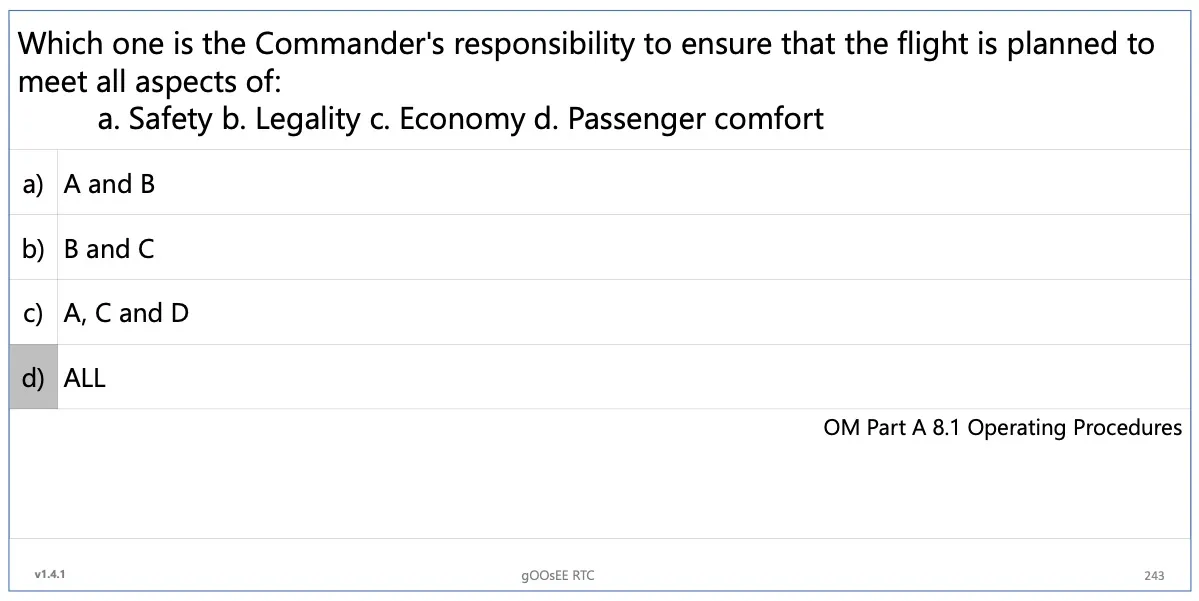 Which one is the Commander's responsibility to ensure that the flight is planned to
meet all aspects of:
a. Safety b. Legality c. Economy d. Passenger comfort
a) A and B
b) B and C
c) A, C and D
d) ALL
OM Part A 8.1 Operating Procedures
v1.4.1 gOOsEE RTC 243